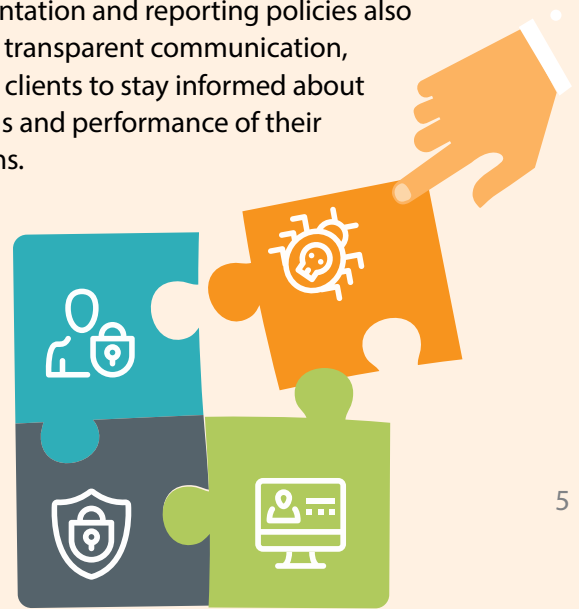 ntation and reporting policies also
transparent communication,
clients to stay informed about
s and performance of their
ns.
5